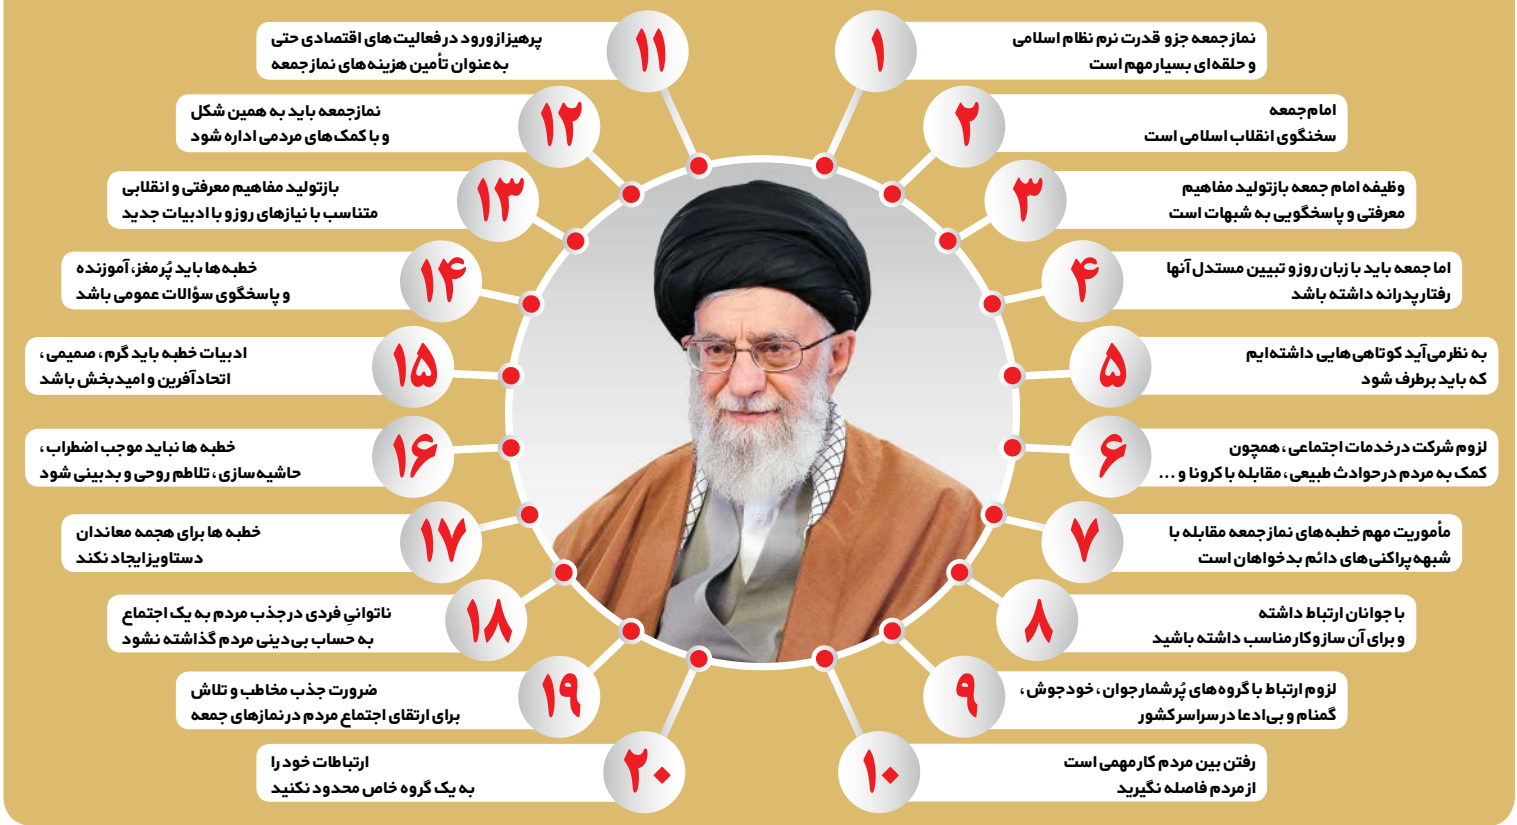 ۱
نماز جمعه جزو قدرت نرم نظام اسلامی
و حلقه‌ای بسیار مهم است
۲
امام‌جمعه
سخنگوی انقلاب اسلامی است
۳
وظیفه امام جمعه بازتولید مفاهیم
معرفتی و پاسخگویی به شبهات است
۴
اما جمعه باید با زبان روز و تبیین مستدل آنها
رفتار پدرانه داشته باشد
۵
به نظر می‌آید کوتاهی‌هایی داشته‌ایم
که باید برطرف شود
۶
لزوم شرکت در خدمات اجتماعی، همچون
کمک به مردم در حوادث طبیعی، مقابله با کرونا و ...
۷
مأموریت مهم خطبه‌های نماز جمعه مقابله با
شبهه‌پراکنی‌های دائم بدخواهان است
۸
با جوانان ارتباط داشته
و برای آن ساز و کار مناسب داشته باشید
۹
لزوم ارتباط با گروه‌های پُرشمار جوان، خودجوش،
گمنام و بی‌ادعا در سراسر کشور
۱۰
رفتن بین مردم کار مهمی است
از مردم فاصله نگیرید
۱۱
پرهیز از ورود در فعالیت‌های اقتصادی حتی
به‌عنوان تأمین هزینه‌های نماز جمعه
۱۲
نمازجمعه باید به همین شکل
و با کمک‌های مردمی اداره شود
۱۳
بازتولید مفاهیم معرفتی و انقلابی
متناسب با نیازهای روز و با ادبیات جدید
۱۴
خطبه‌ها باید پُر مغز، آموزنده
و پاسخگوی سؤالات عمومی باشد
۱۵
ادبیات خطبه باید گرم، صمیمی،
اتحادآفرین و امیدبخش باشد
۱۶
خطبه ها نباید موجب اضطراب،
حاشیه‌سازی، تلاطم روحی و بدبینی شود
۱۷
خطبه ها برای هجمه معاندان
دستاویز ایجاد نکند
۱۸
ناتوانیِ فردی در جذب مردم به یک اجتماع
به حساب بی‌دینی مردم گذاشته نشود
۱۹
ضرورت جذب مخاطب و تلاش
برای ارتقای اجتماع مردم در نمازهای جمعه
۲۰
ارتباطات خود را
به یک گروه خاص محدود نکنید